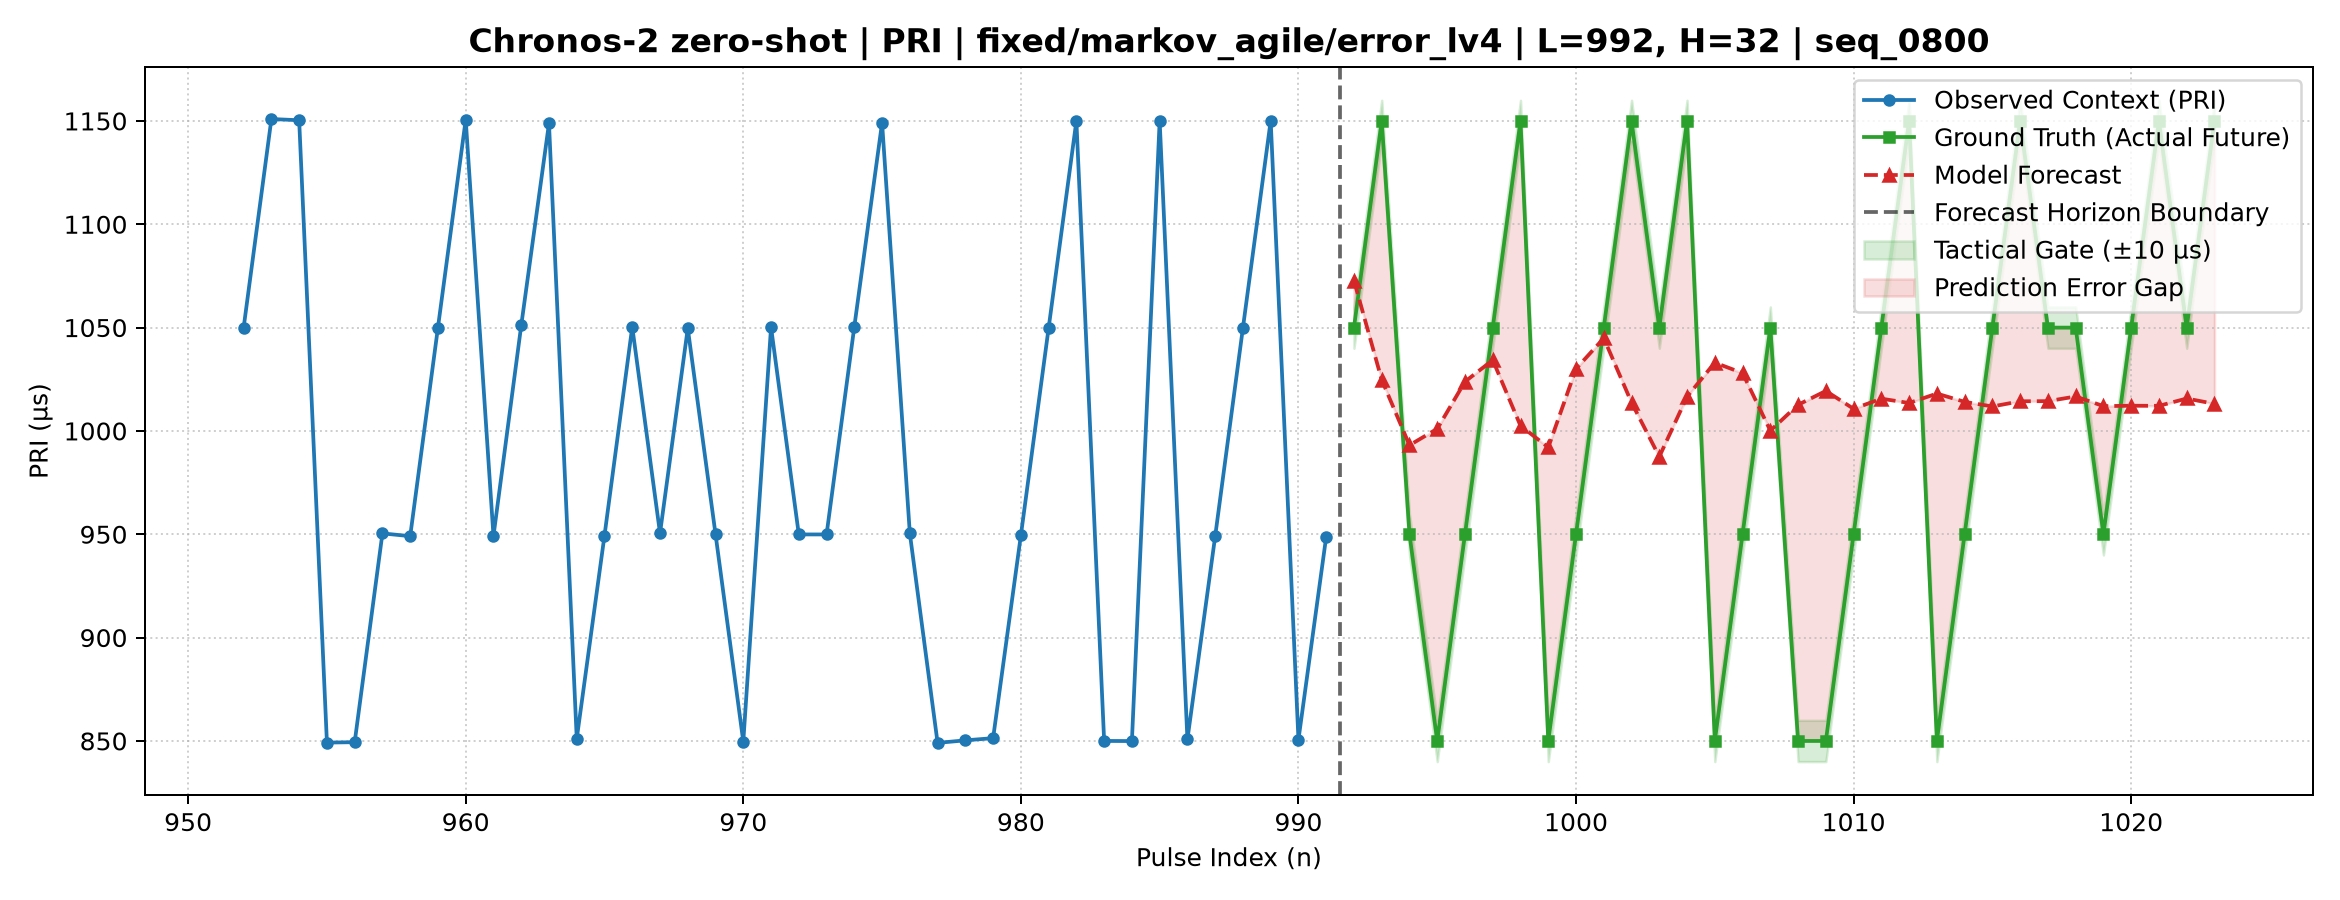 Chronos-2 zero-shot | PRI | fixed/markov_agile/error_lv4 | L=992, H=32 | seq_0800
Observed Context (PRI)
Ground Truth (Actual Future)
Model Forecast
Forecast Horizon Boundary
Tactical Gate (±10 µs)
Prediction Error Gap
PRI (µs)
1150
1100
1050
1000
950
900
850
950 960 970 980 990 1000 1010 1020
Pulse Index (n)